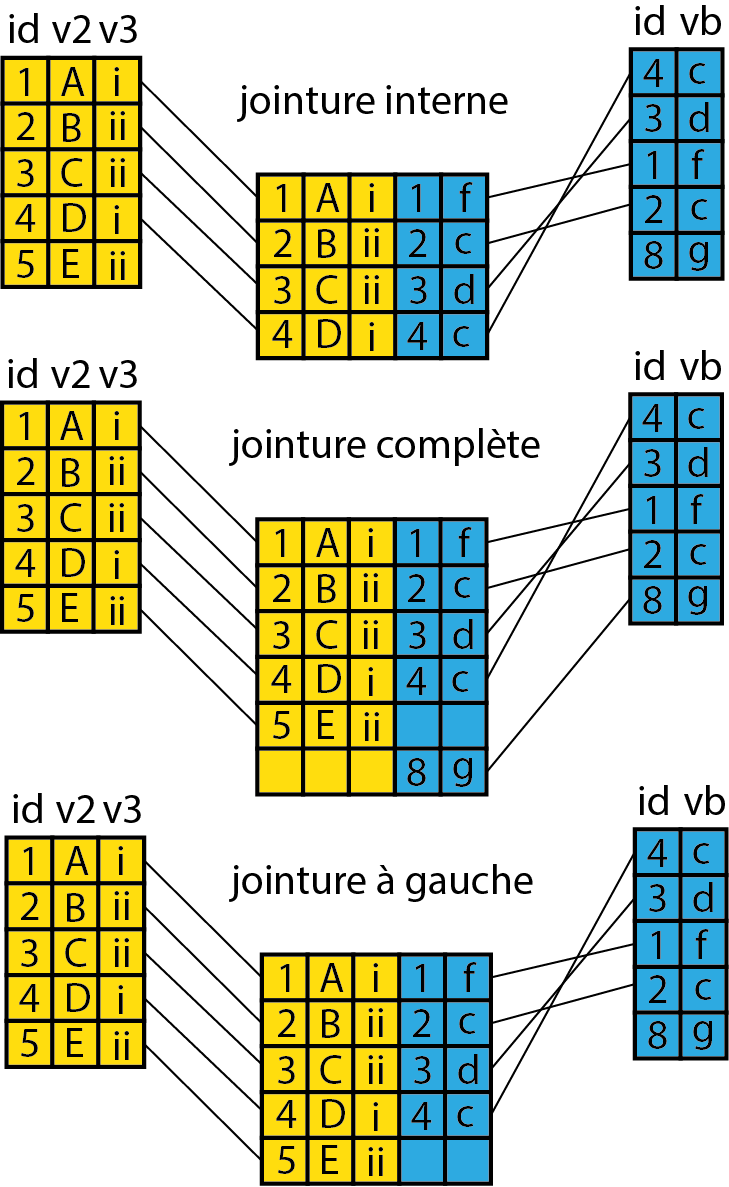 id v2 v3
1 A i
2 B ii
3 C ii
4 D i
5 E ii
jointure interne
1 A i 1 f
2 B ii 2 c
3 C ii 3 d
4 D i 4 c
id vb
4 c
3 d
1 f
2 c
8 g
id v2 v3
1 A i
2 B ii
3 C ii
4 D i
5 E ii
jointure complète
1 A i 1 f
2 B ii 2 c
3 C ii 3 d
4 D i 4 c
5 E ii
8 g
id vb
4 c
3 d
1 f
2 c
8 g
id v2 v3
1 A i
2 B ii
3 C ii
4 D i
5 E ii
jointure à gauche
1 A i 1 f
2 B ii 2 c
3 C ii 3 d
4 D i 4 c
5 E ii
id vb
4 c
3 d
1 f
2 c
8 g